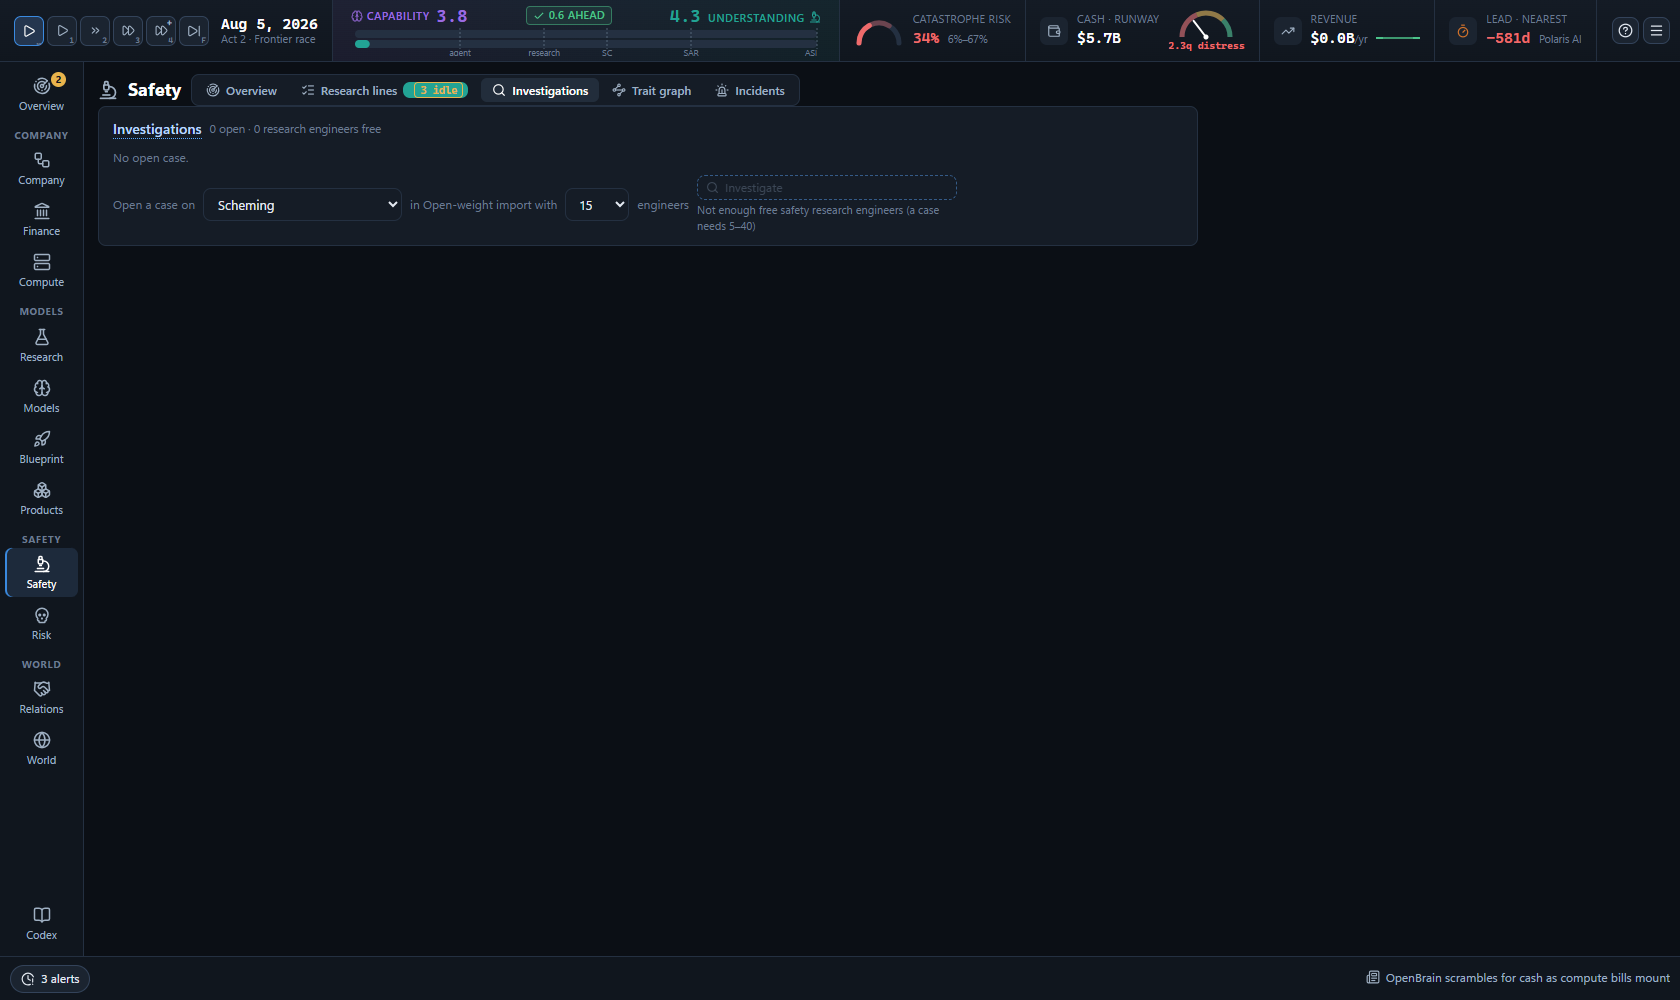 1
2
3
4
F
Aug 5, 2026
Act 2 · Frontier race
CAPABILITY 3.8
0.6 AHEAD
4.3 UNDERSTANDING
agent
research
SC
SAR
ASI
CATASTROPHE RISK
34% 6%–67%
CASH · RUNWAY
$5.7B
2.3q distress
REVENUE
$0.0B/yr
LEAD · NEAREST
−581d Polaris AI
2
Overview
COMPANY
Company
Finance
Compute
MODELS
Research
Models
Blueprint
Products
SAFETY
Safety
Risk
WORLD
Relations
World
Codex
Safety
Overview
Research lines 3 idle
Investigations
Trait graph
Incidents
Investigations 0 open · 0 research engineers free
No open case.
Open a case on Scheming in Open-weight import with 15 engineers
Investigate
Not enough free safety research engineers (a case
needs 5–40)
3 alerts
OpenBrain scrambles for cash as compute bills mount